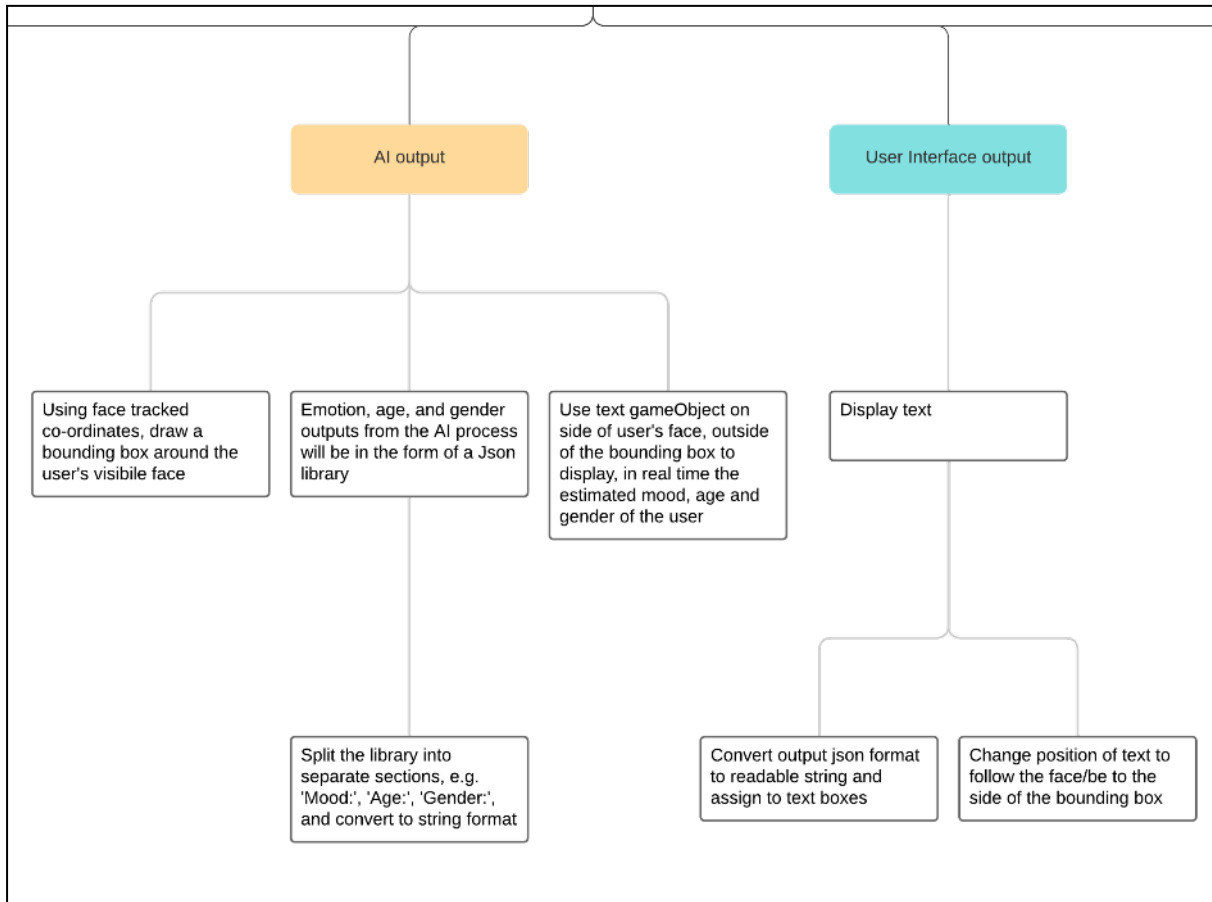 AI output
User Interface output
Using face tracked
co-ordinates, draw a
bounding box around the
user's visibile face
Emotion, age, and gender
outputs from the AI process
will be in the form of a Json
library
Use text gameObject on
side of user's face, outside
of the bounding box to
display, in real time the
estimated mood, age and
gender of the user
Display text
Split the library into
separate sections, e.g.
'Mood:', 'Age:', 'Gender:',
and convert to string format
Convert output json format
to readable string and
assign to text boxes
Change position of text to
follow the face/be to the
side of the bounding box